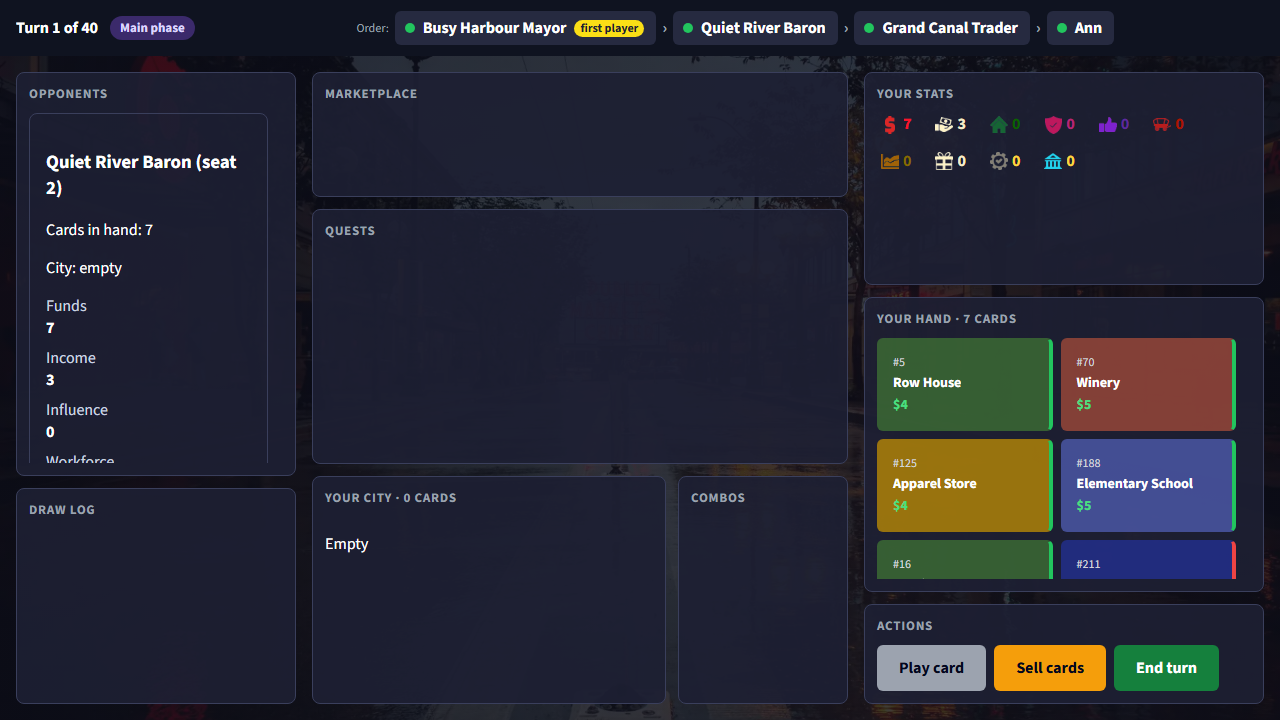 Turn 1 of 40 Main phase Order: Busy Harbour Mayor first player › Quiet River Baron › Grand Canal Trader › Ann
OPPONENTS
Quiet River Baron (seat
2)
Cards in hand: 7
City: empty
Funds
7
Income
3
Influence
0
Workforce
DRAW LOG
MARKETPLACE
QUESTS
YOUR CITY · 0 CARDS
Empty
COMBOS
YOUR STATS
7 3 0 0 0 0
0 0 0 0
YOUR HAND · 7 CARDS
#5
Row House
$4
#70
Winery
$5
#125
Apparel Store
$4
#188
Elementary School
$5
#16
#211
ACTIONS
Play card Sell cards End turn